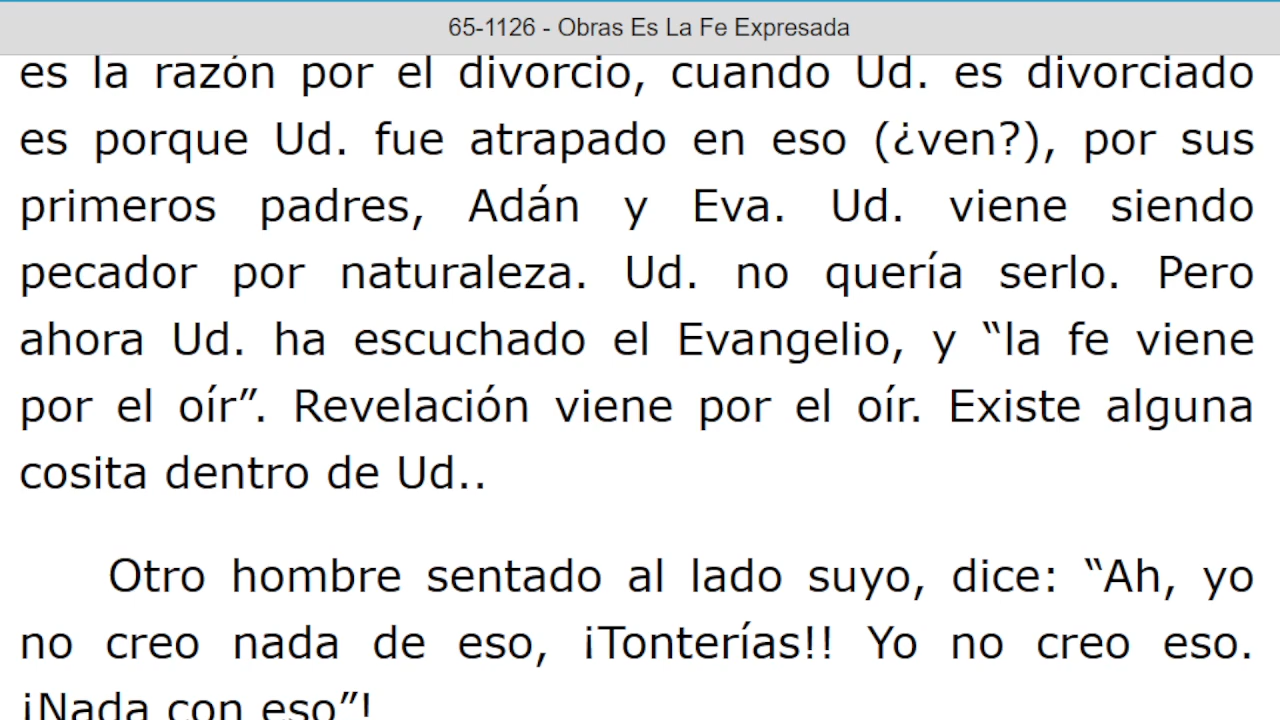 65-1126 - Obras Es La Fe Expresada
es la razón por el divorcio, cuando Ud. es divorciado
es porque Ud. fue atrapado en eso (¿ven?), por sus
primeros padres, Adán y Eva. Ud. viene siendo
pecador por naturaleza. Ud. no quería serlo. Pero
ahora Ud. ha escuchado el Evangelio, y “la fe viene
por el oír”. Revelación viene por el oír. Existe alguna
cosita dentro de Ud..
Otro hombre sentado al lado suyo, dice: “Ah, yo
no creo nada de eso, ¡Tonterías!! Yo no creo eso.
¡Nada con eso”!